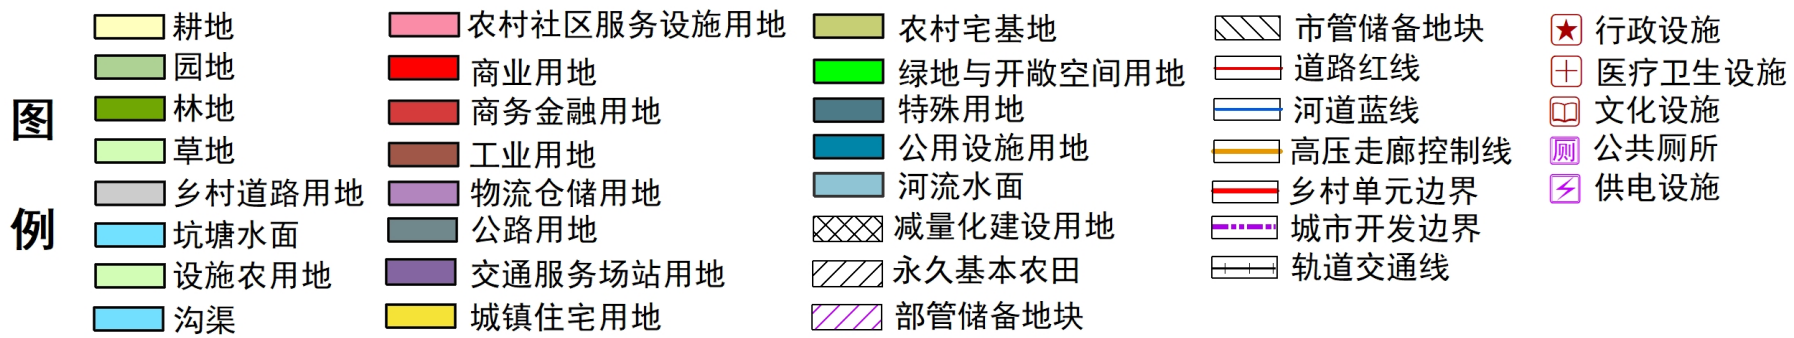 图例
耕地
园地
林地
草地
乡村道路用地
坑塘水面
设施农用地
沟渠
农村社区服务设施用地
商业用地
商务金融用地
工业用地
物流仓储用地
公路用地
交通服务场站用地
城镇住宅用地
农村宅基地
绿地与开敞空间用地
特殊用地
公用设施用地
河流水面
减量化建设用地
永久基本农田
部管储备地块
市管储备地块
道路红线
河道蓝线
高压走廊控制线
乡村单元边界
城市开发边界
轨道交通线
行政设施
医疗卫生设施
文化设施
厕 公共厕所
供电设施